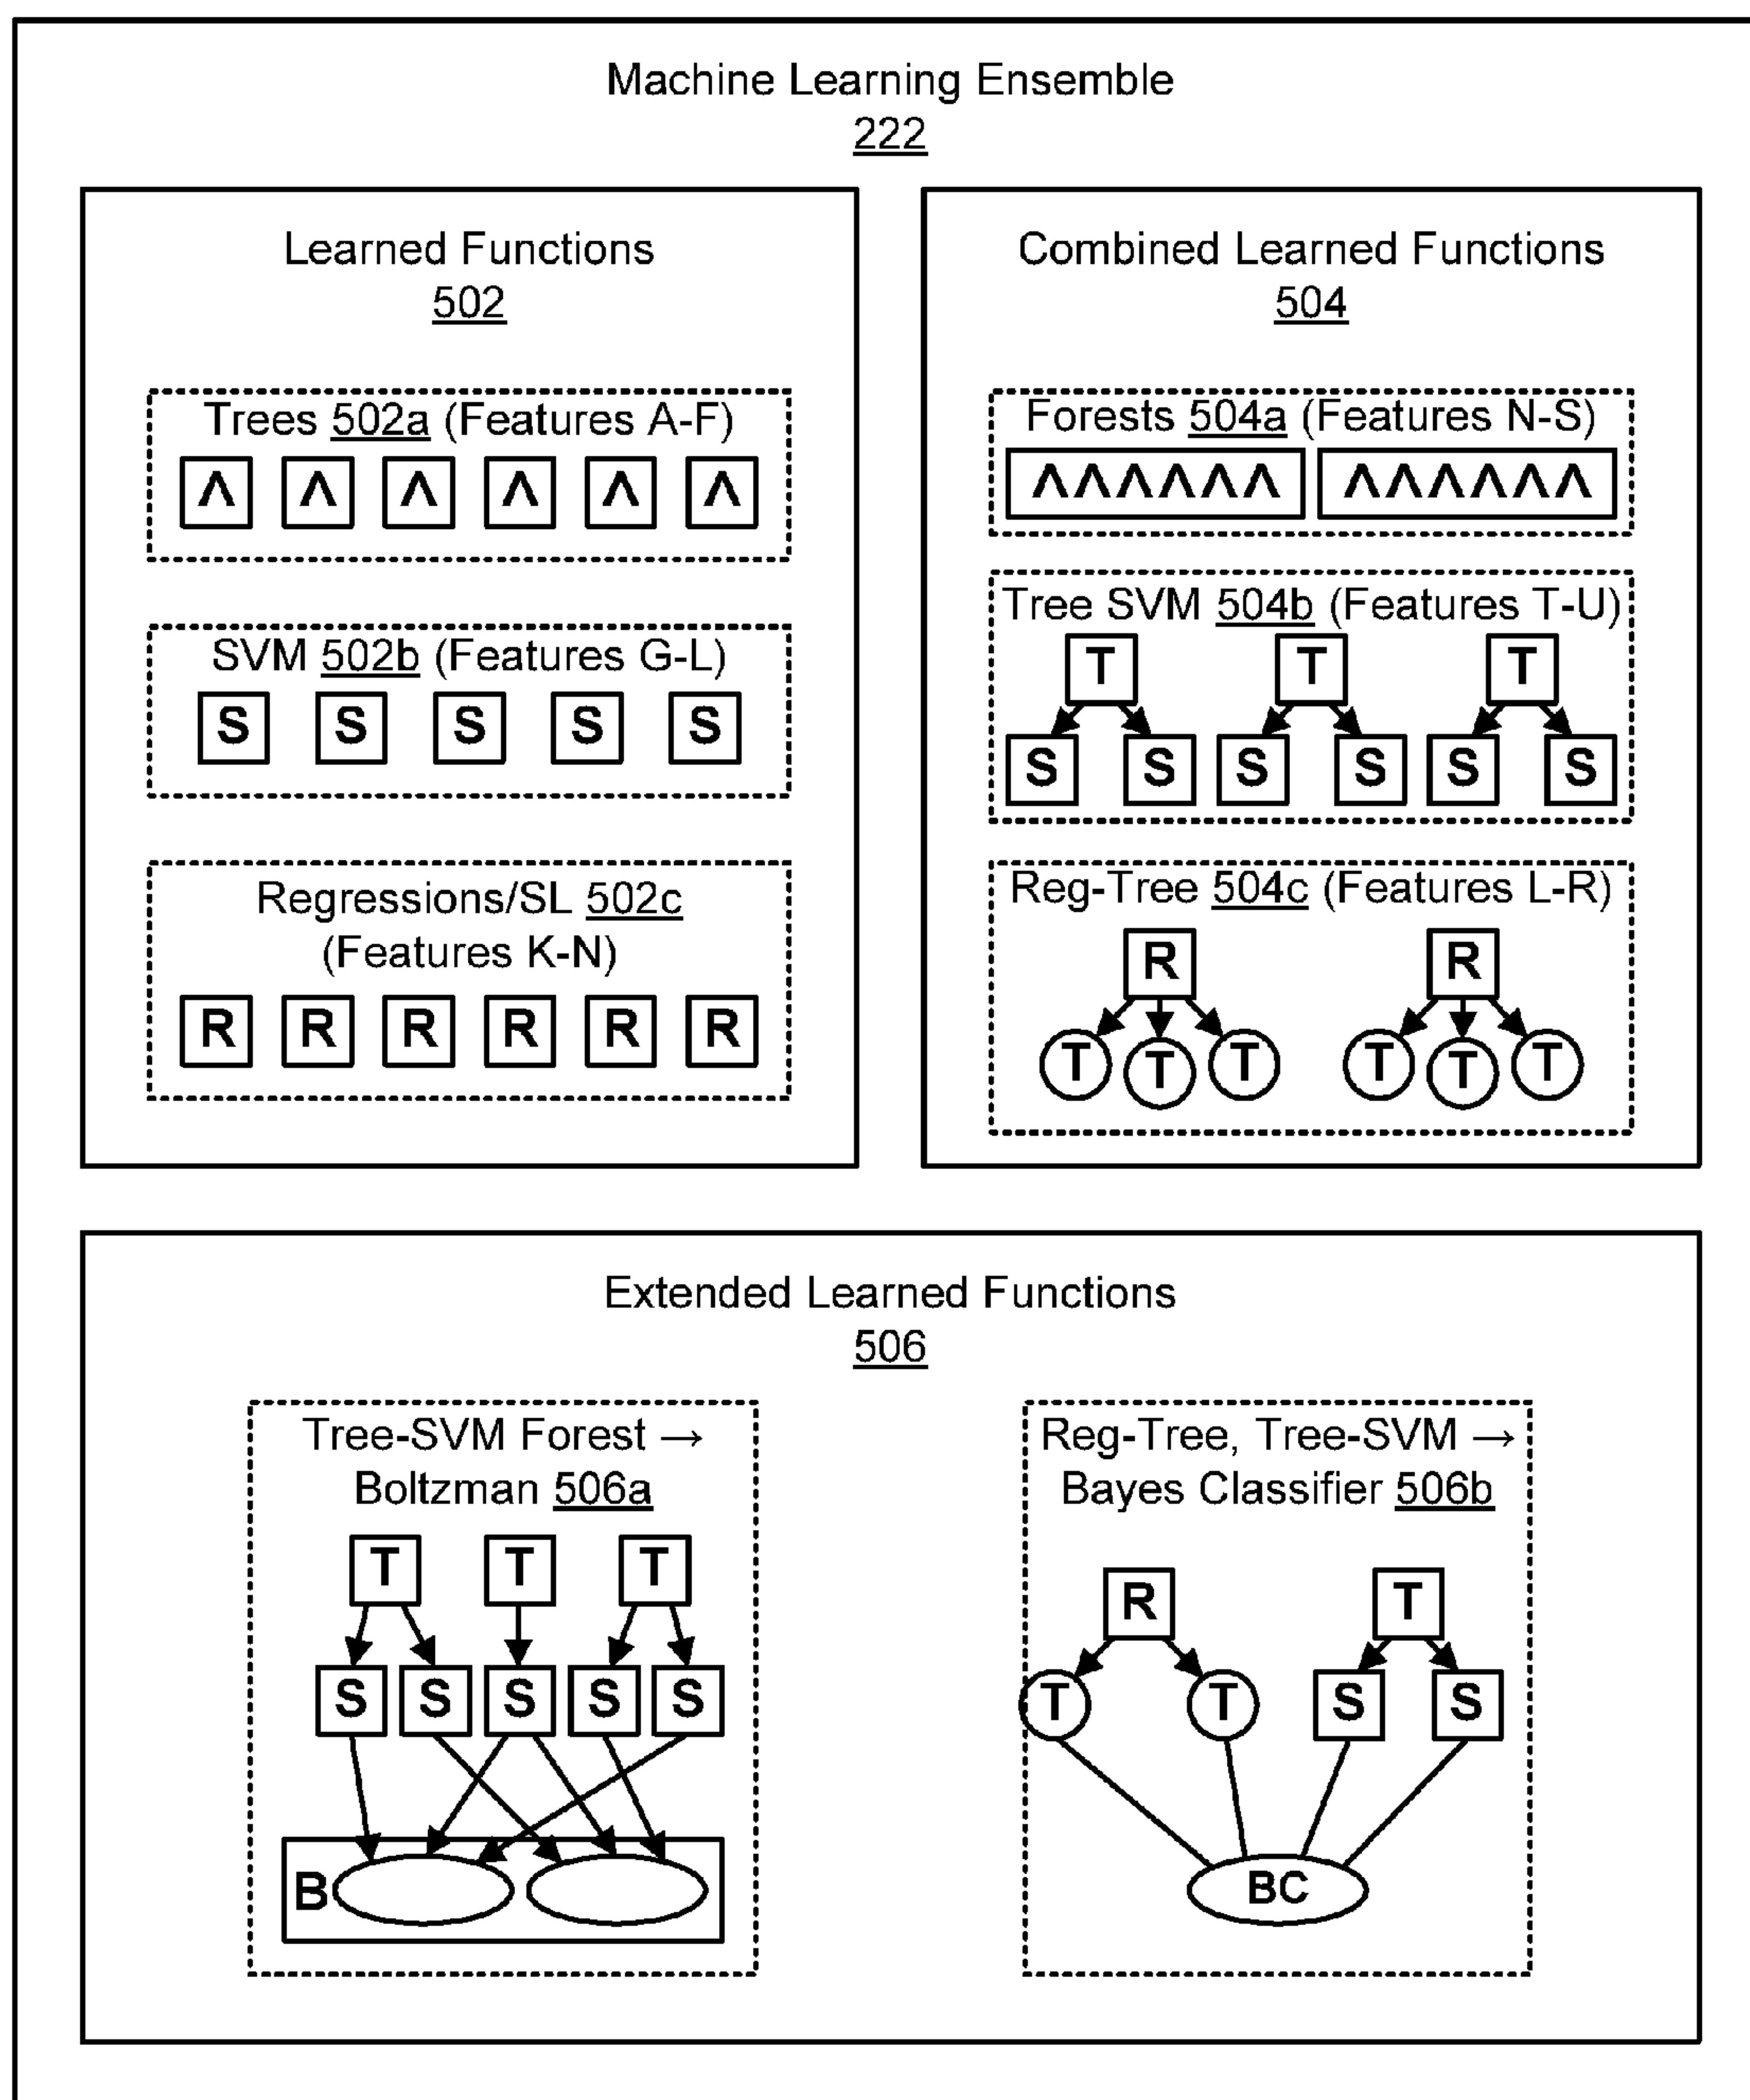 Machine Learning Ensemble
222
Learned Functions
502
Trees 502a (Features A-F)
Λ Λ Λ Λ Λ Λ
SVM 502b (Features G-L)
S S S S S
Regressions/SL 502c
(Features K-N)
R R R R R R
Combined Learned Functions
504
Forests 504a (Features N-S)
ΛΛΛΛΛΛ ΛΛΛΛΛΛ
Tree SVM 504b (Features T-U)
T T T
S S S S S S
Reg-Tree 504c (Features L-R)
R R
T T T T T T
Extended Learned Functions
506
Tree-SVM Forest →
Boltzman 506a
T T T
S S S S S
B
Reg-Tree, Tree-SVM →
Bayes Classifier 506b
R T
T T S S
BC